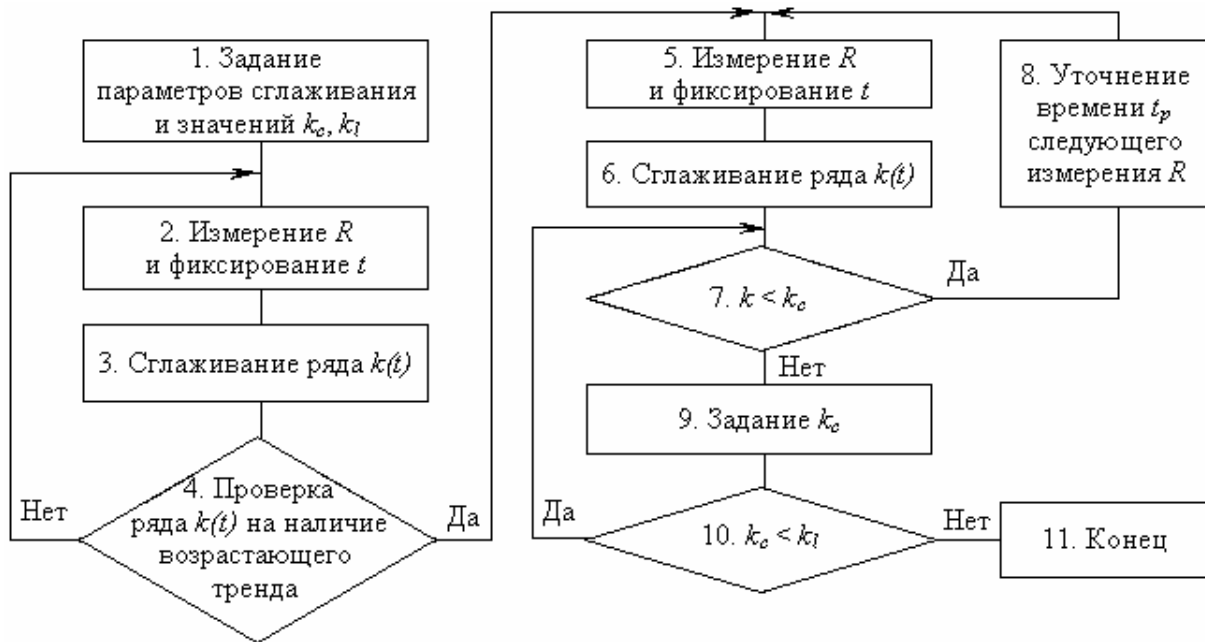 1. Задание
параметров сглаживания
и значений kc, kl
2. Измерение R
и фиксирование t
3. Сглаживание ряда k(t)
4. Проверка
ряда k(t) на наличие
возрастающего
тренда
Нет
Да
5. Измерение R
и фиксирование t
6. Сглаживание ряда k(t)
7. k < kc
Да
Нет
8. Уточнение
времени tp
следующего
измерения R
9. Задание kc
10. kc < kl
Да
Нет
11. Конец